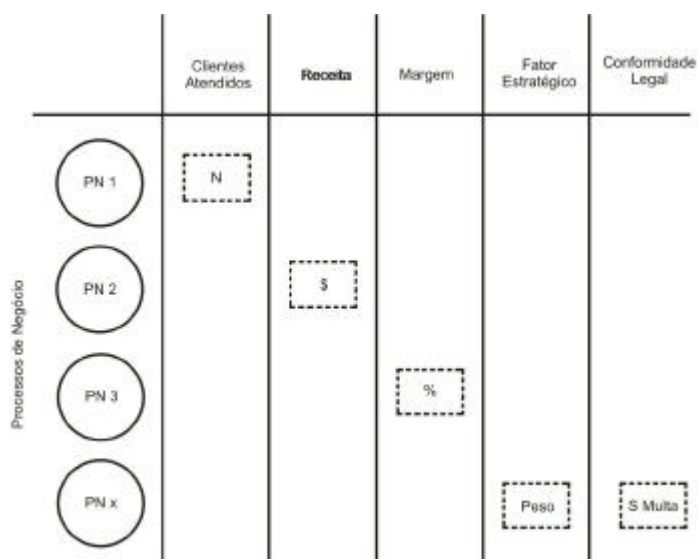 Clientes
Atendidos
Receita
Margem
Fator
Estratégico
Conformidade
Legal
Processos de Negócio
PN 1
N
PN 2
$
PN 3
%
PN x
Peso
S Multa